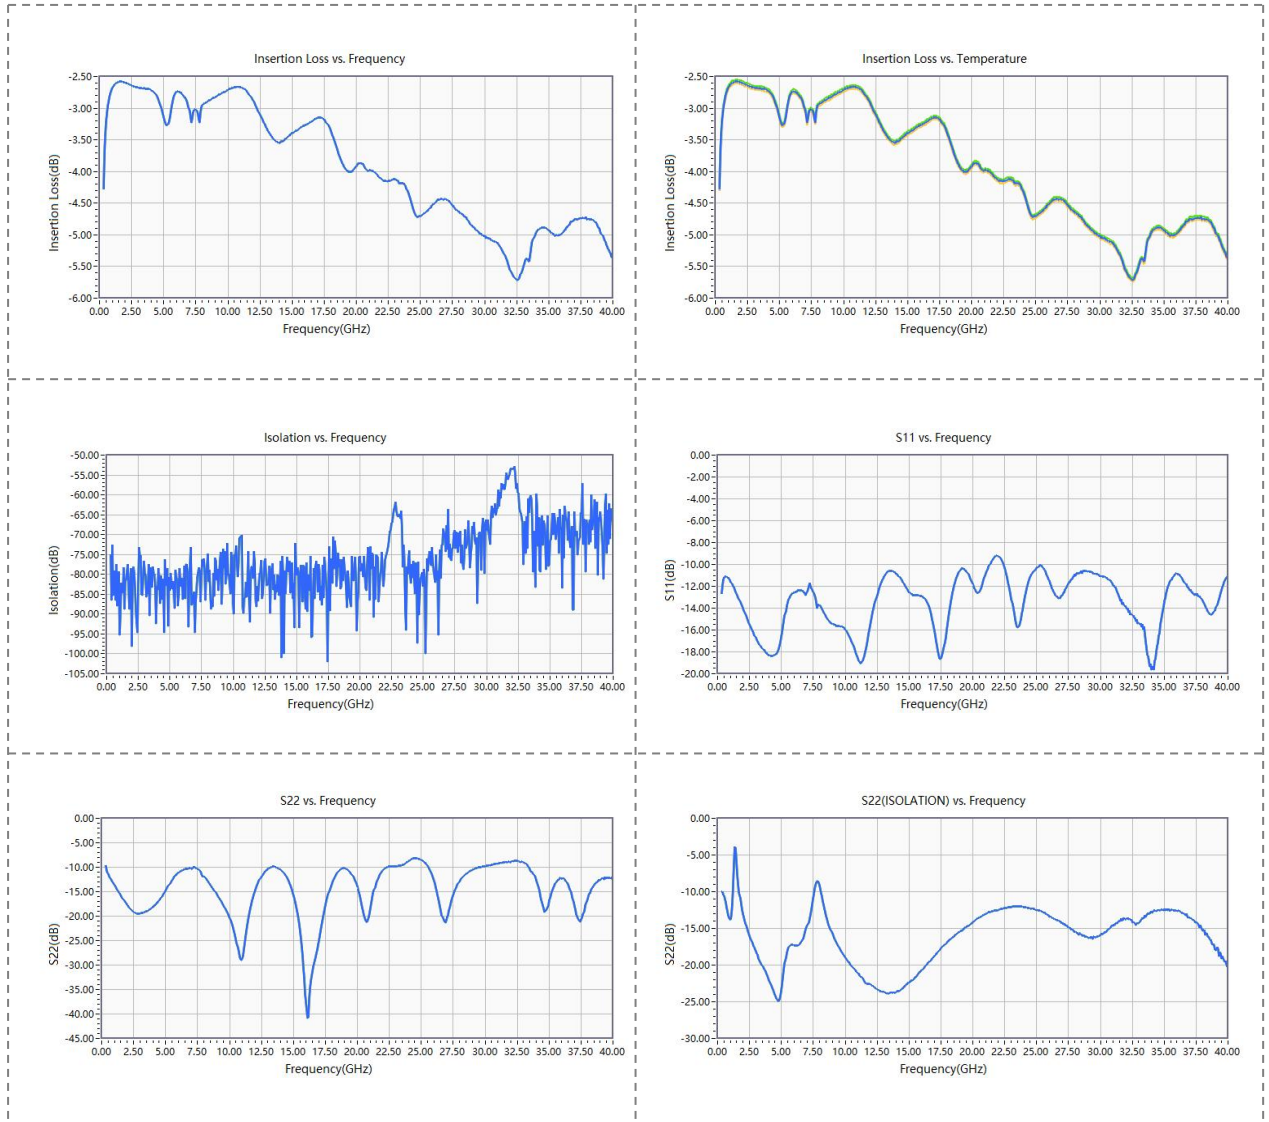 Insertion Loss vs. Frequency
Insertion Loss(dB)
-2.50
-3.00
-3.50
-4.00
-4.50
-5.00
-5.50
-6.00
0.00 2.50 5.00 7.50 10.00 12.50 15.00 17.50 20.00 22.50 25.00 27.50 30.00 32.50 35.00 37.50 40.00
Frequency(GHz)
Insertion Loss vs. Temperature
Insertion Loss(dB)
-2.50
-3.00
-3.50
-4.00
-4.50
-5.00
-5.50
-6.00
0.00 2.50 5.00 7.50 10.00 12.50 15.00 17.50 20.00 22.50 25.00 27.50 30.00 32.50 35.00 37.50 40.00
Frequency(GHz)
Isolation vs. Frequency
Isolation(dB)
-50.00
-55.00
-60.00
-65.00
-70.00
-75.00
-80.00
-85.00
-90.00
-95.00
-100.00
-105.00
0.00 2.50 5.00 7.50 10.00 12.50 15.00 17.50 20.00 22.50 25.00 27.50 30.00 32.50 35.00 37.50 40.00
Frequency(GHz)
S11 vs. Frequency
S11(dB)
0.00
-2.00
-4.00
-6.00
-8.00
-10.00
-12.00
-14.00
-16.00
-18.00
-20.00
0.00 2.50 5.00 7.50 10.00 12.50 15.00 17.50 20.00 22.50 25.00 27.50 30.00 32.50 35.00 37.50 40.00
Frequency(GHz)
S22 vs. Frequency
S22(dB)
0.00
-5.00
-10.00
-15.00
-20.00
-25.00
-30.00
-35.00
-40.00
-45.00
0.00 2.50 5.00 7.50 10.00 12.50 15.00 17.50 20.00 22.50 25.00 27.50 30.00 32.50 35.00 37.50 40.00
Frequency(GHz)
S22(ISOLATION) vs. Frequency
S22(dB)
0.00
-5.00
-10.00
-15.00
-20.00
-25.00
-30.00
0.00 2.50 5.00 7.50 10.00 12.50 15.00 17.50 20.00 22.50 25.00 27.50 30.00 32.50 35.00 37.50 40.00
Frequency(GHz)